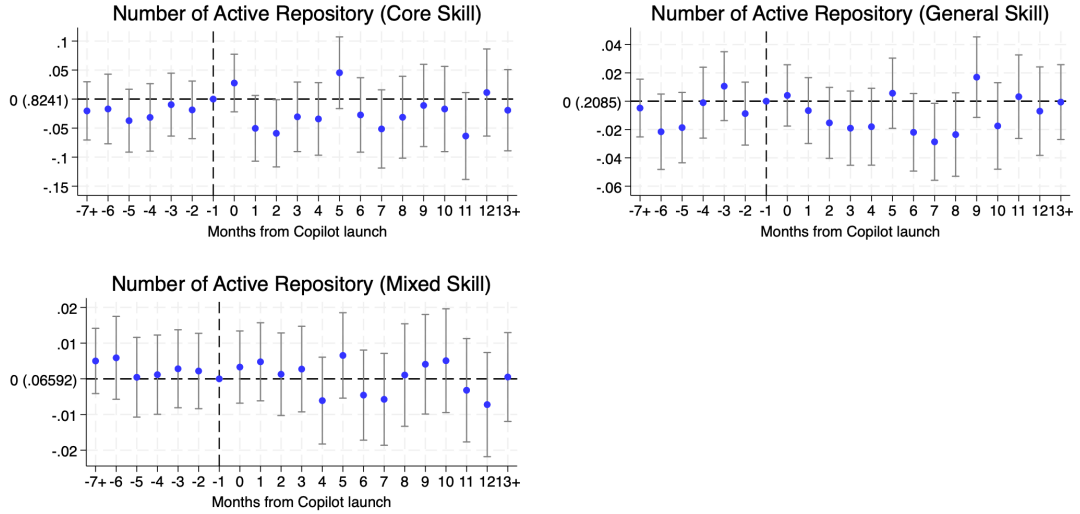 Number of Active Repository (Core Skill)
.1
.05
0 (.8241)
-.05
-.1
-.15
-7+ -6 -5 -4 -3 -2 -1 0 1 2 3 4 5 6 7 8 9 10 11 12 13+
Months from Copilot launch
Number of Active Repository (General Skill)
.04
.02
0 (.2085)
-.02
-.04
-.06
-7+ -6 -5 -4 -3 -2 -1 0 1 2 3 4 5 6 7 8 9 10 11 12 13+
Months from Copilot launch
Number of Active Repository (Mixed Skill)
.02
.01
0 (.06592)
-.01
-.02
-7+ -6 -5 -4 -3 -2 -1 0 1 2 3 4 5 6 7 8 9 10 11 12 13+
Months from Copilot launch